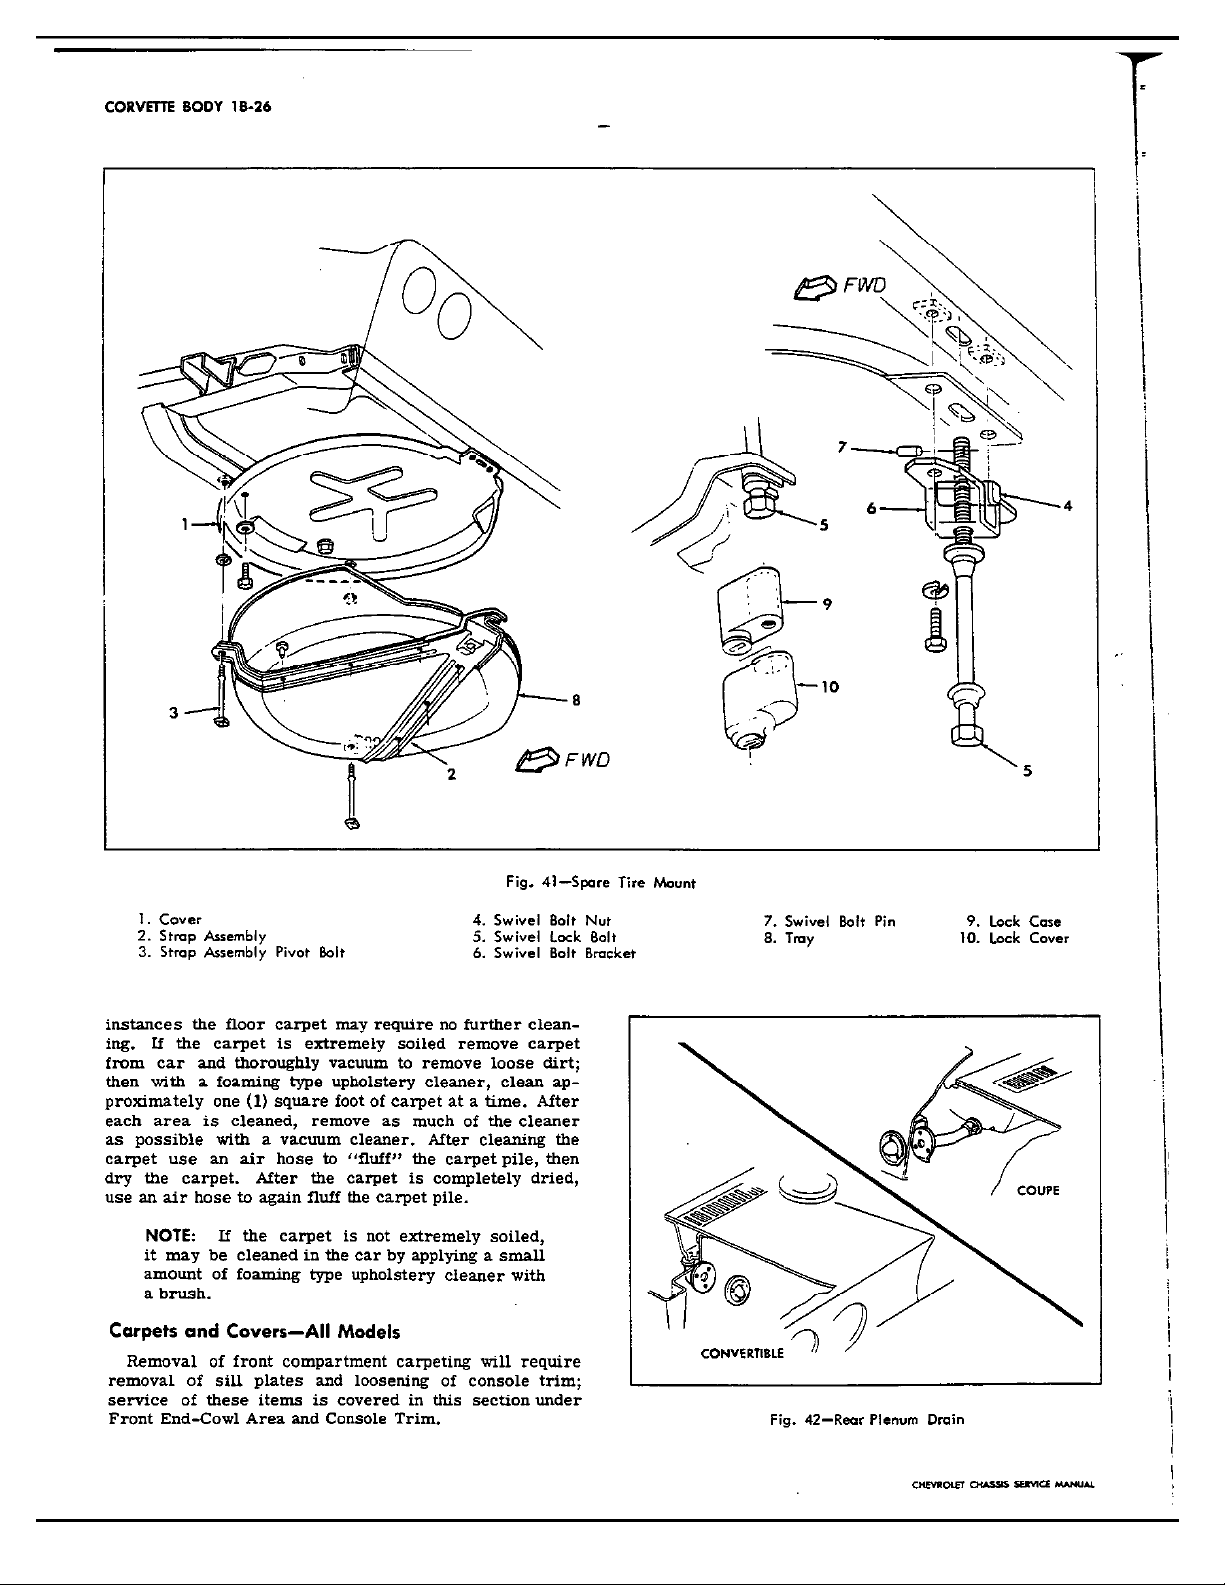 CORVETTE BODY 1B-26
FWD
7
4
1
6
5
9
10
8
3
FWD
2
5
Fig. 41—Spare Tire Mount
1. Cover
2. Strap Assembly
3. Strap Assembly Pivot Bolt
4. Swivel Bolt Nut
5. Swivel Lock Bolt
6. Swivel Bolt Bracket
7. Swivel Bolt Pin
8. Tray
9. Lock Case
10. Lock Cover
instances the floor carpet may require no further clean-
ing. If the carpet is extremely soiled remove carpet
from car and thoroughly vacuum to remove loose dirt;
then with a foaming type upholstery cleaner, clean ap-
proximately one (1) square foot of carpet at a time. After
each area is cleaned, remove as much of the cleaner
as possible with a vacuum cleaner. After cleaning the
carpet use an air hose to "fluff" the carpet pile, then
dry the carpet. After the carpet is completely dried,
use an air hose to again fluff the carpet pile.
NOTE: If the carpet is not extremely soiled,
it may be cleaned in the car by applying a small
amount of foaming type upholstery cleaner with
a brush.
Carpets and Covers—All Models
Removal of front compartment carpeting will require
removal of sill plates and loosening of console trim;
service of these items is covered in this section under
Front End-Cowl Area and Console Trim.
COUPE
CONVERTIBLE
Fig. 42—Rear Plenum Drain
CHEVROLET CHASSIS SERVICE MANUAL